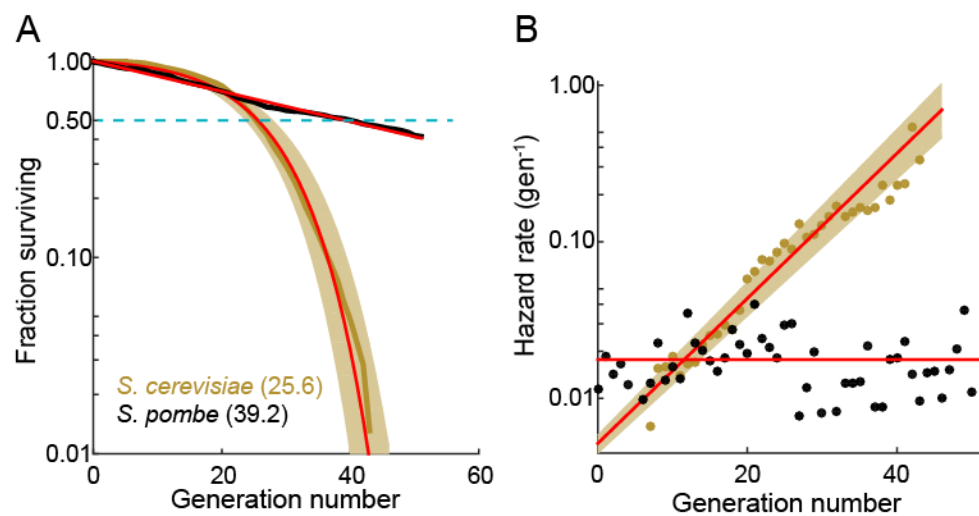 A
Fraction surviving
1.00
0.50
0.10
0.01
S. cerevisiae (25.6)
S. pombe (39.2)
0 20 40 60
Generation number
B
Hazard rate (gen⁻¹)
1.00
0.10
0.01
0 20 40
Generation number